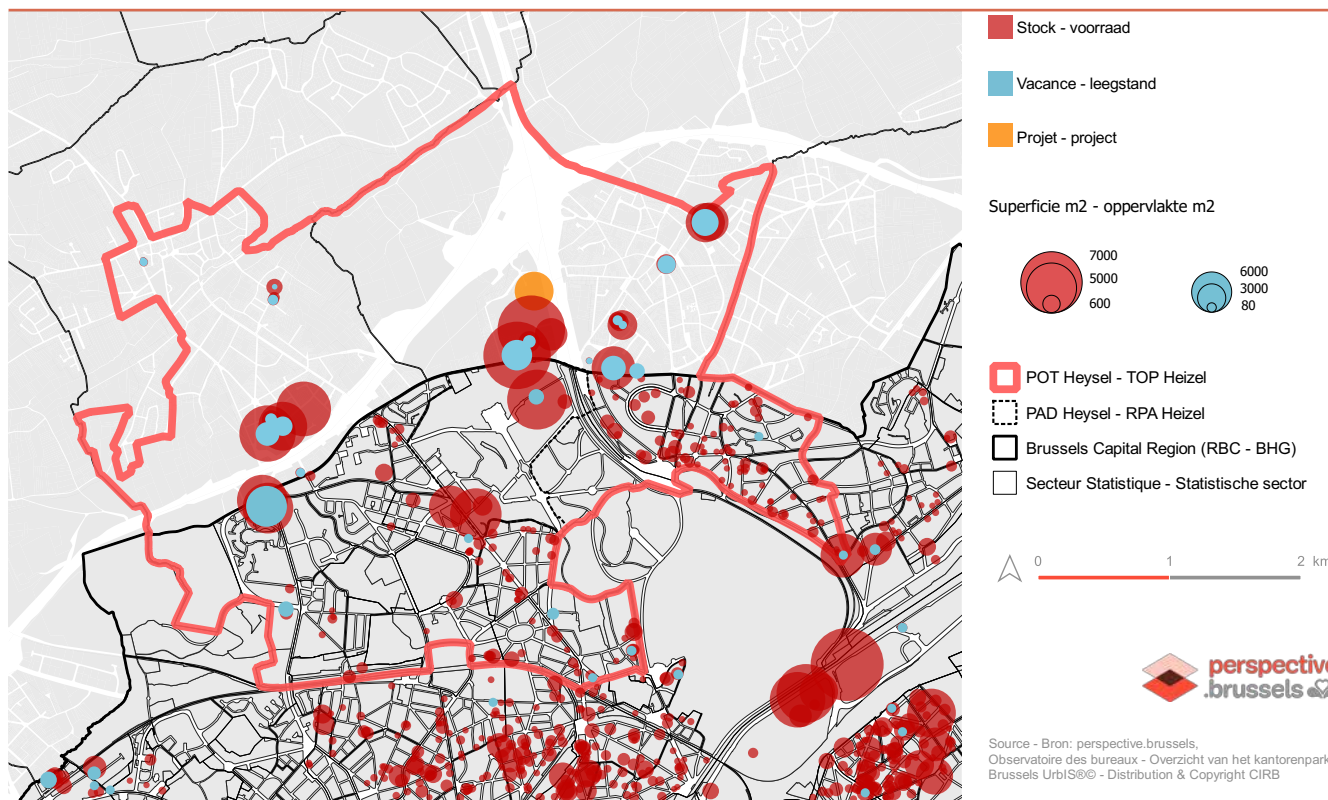 Stock - voorraad
Vacance - leegstand
Projet - project
Superficie m2 - oppervlakte m2
7000
5000
600
6000
3000
80
POT Heysel - TOP Heizel
PAD Heysel - RPA Heizel
Brussels Capital Region (RBC - BHG)
Secteur Statistique - Statistische sector
0 1 2 km
perspective
.brussels
Source - Bron: perspective.brussels,
Observatoire des bureaux - Overzicht van het kantorenpark
Brussels UrbIS©© - Distribution & Copyright CIRB